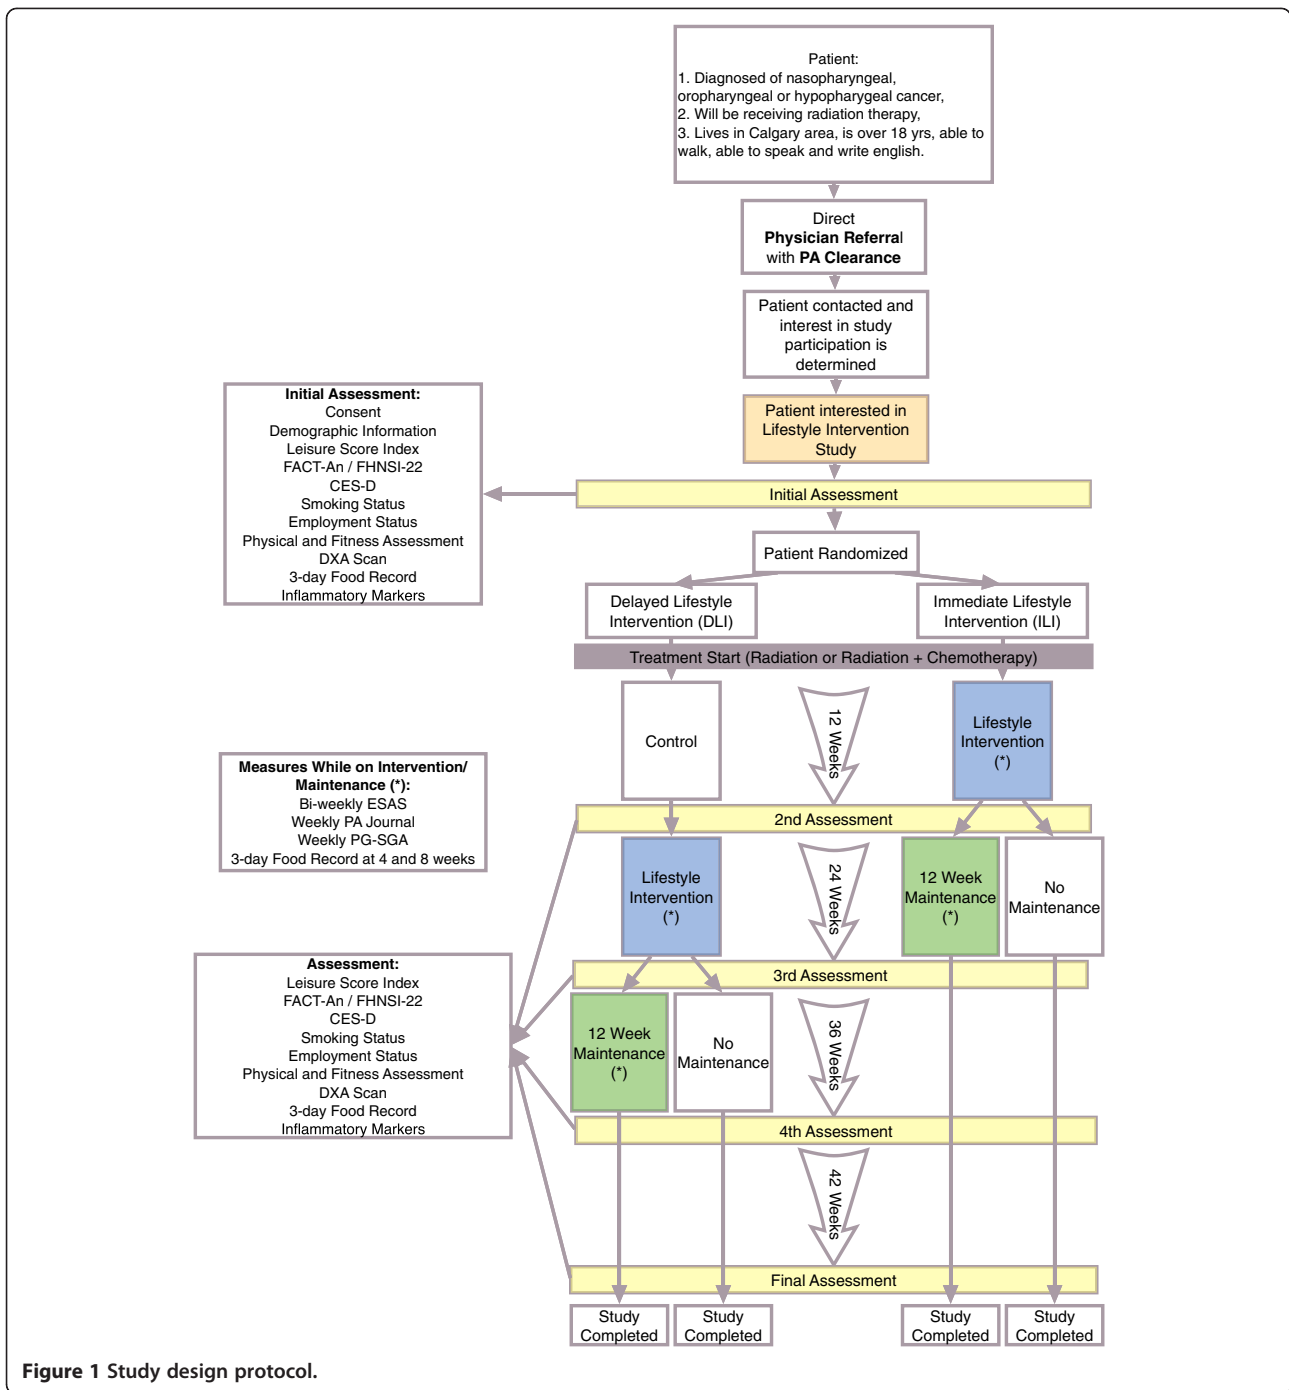 Patient:
1. Diagnosed of nasopharyngeal,
oropharyngeal or hypopharygeal cancer,
2. Will be receiving radiation therapy,
3. Lives in Calgary area, is over 18 yrs, able to
walk, able to speak and write english.
Direct
Physician Referral
with PA Clearance
Patient contacted and
interest in study
participation is
determined
Patient interested in
Lifestyle Intervention
Study
Initial Assessment
Initial Assessment:
Consent
Demographic Information
Leisure Score Index
FACT-An / FHNSI-22
CES-D
Smoking Status
Employment Status
Physical and Fitness Assessment
DXA Scan
3-day Food Record
Inflammatory Markers
Patient Randomized
Delayed Lifestyle
Intervention (DLI)
Immediate Lifestyle
Intervention (ILI)
Treatment Start (Radiation or Radiation + Chemotherapy)
Control
12 Weeks
Lifestyle
Intervention
(*)
Measures While on Intervention/
Maintenance (*):
Bi-weekly ESAS
Weekly PA Journal
Weekly PG-SGA
3-day Food Record at 4 and 8 weeks
2nd Assessment
Lifestyle
Intervention
(*)
24 Weeks
12 Week
Maintenance
(*)
No
Maintenance
3rd Assessment
Assessment:
Leisure Score Index
FACT-An / FHNSI-22
CES-D
Smoking Status
Employment Status
Physical and Fitness Assessment
DXA Scan
3-day Food Record
Inflammatory Markers
12 Week
Maintenance
(*)
No
Maintenance
36 Weeks
4th Assessment
42 Weeks
Final Assessment
Study
Completed
Study
Completed
Study
Completed
Study
Completed
Figure 1 Study design protocol.